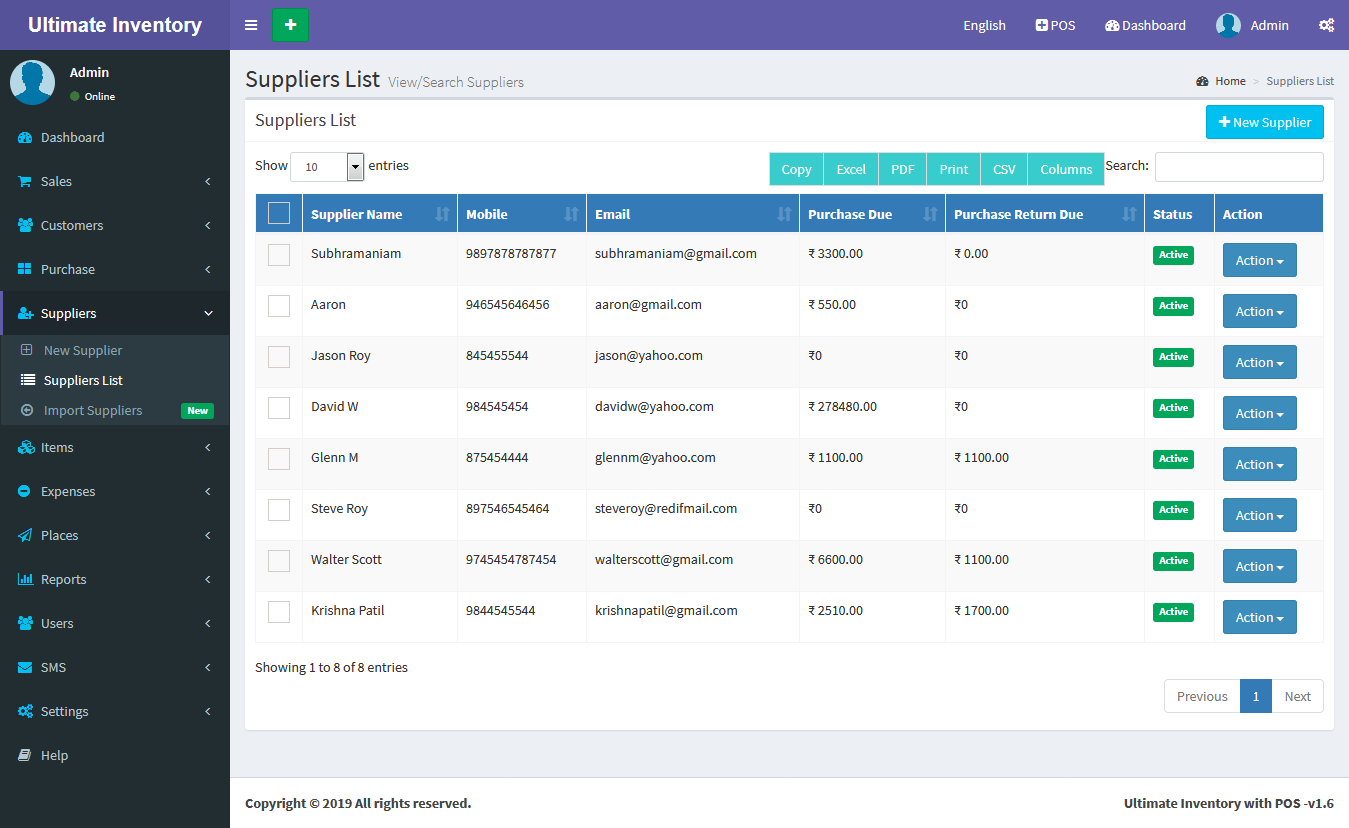 Ultimate Inventory
English POS Dashboard Admin
Admin
Online
Dashboard
Sales
Customers
Purchase
Suppliers
New Supplier
Suppliers List
Import Suppliers New
Items
Expenses
Places
Reports
Users
SMS
Settings
Help
Suppliers List View/Search Suppliers
Home > Suppliers List
Suppliers List
New Supplier
Show 10 entries
Copy Excel PDF Print CSV Columns Search:
Supplier Name Mobile Email Purchase Due Purchase Return Due Status Action
Subhramaniam 9897878787877 subhramaniam@gmail.com ₹ 3300.00 ₹ 0.00 Active Action
Aaron 946545646456 aaron@gmail.com ₹ 550.00 ₹0 Active Action
Jason Roy 845455544 jason@yahoo.com ₹0 ₹0 Active Action
David W 984545454 davidw@yahoo.com ₹ 278480.00 ₹0 Active Action
Glenn M 875454444 glennm@yahoo.com ₹ 1100.00 ₹ 1100.00 Active Action
Steve Roy 897546545464 steveroy@redifmail.com ₹0 ₹0 Active Action
Walter Scott 9745454787454 walterscott@gmail.com ₹ 6600.00 ₹ 1100.00 Active Action
Krishna Patil 9844545544 krishnapatil@gmail.com ₹ 2510.00 ₹ 1700.00 Active Action
Showing 1 to 8 of 8 entries
Previous 1 Next
Copyright © 2019 All rights reserved.
Ultimate Inventory with POS -v1.6